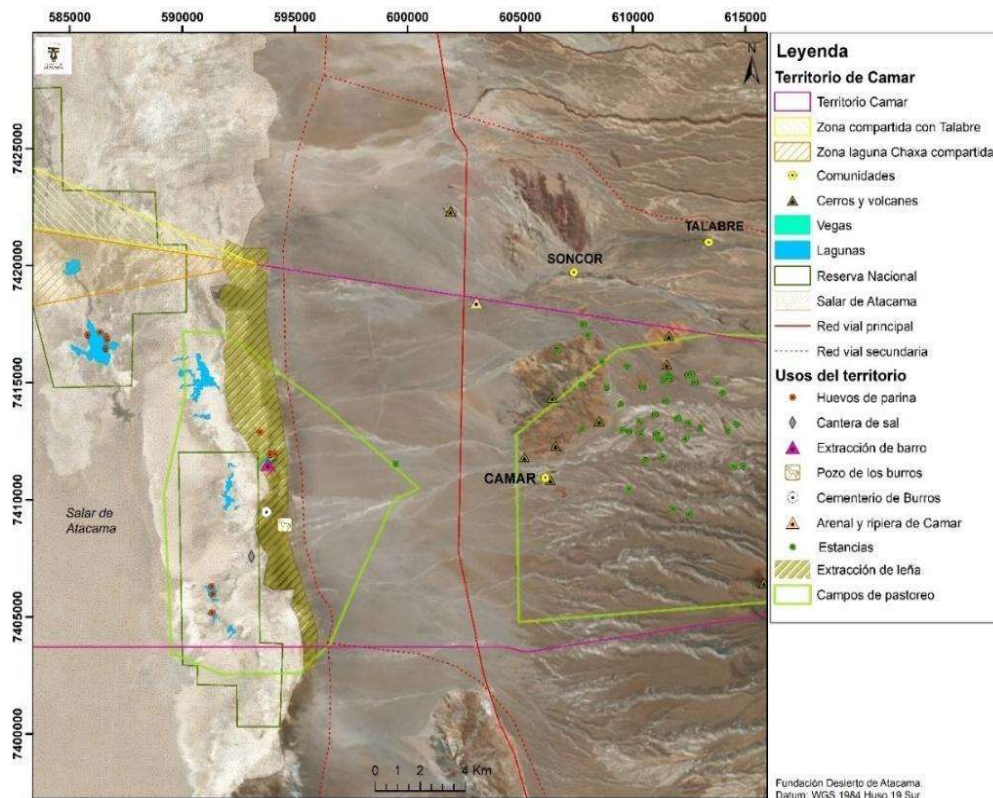 585000 590000 595000 600000 605000 610000 615000
N
7425000
7420000
7415000
7410000
7405000
7400000
TALABRE
SONCOR
CAMAR
Salar de
Atacama
0 1 2 4 Km
Leyenda
Territorio de Camar
Territorio Camar
Zona compartida con Talabre
Zona laguna Chaxa compartida
Comunidades
Cerros y volcanes
Vegas
Lagunas
Reserva Nacional
Salar de Atacama
Red vial principal
Red vial secundaria
Usos del territorio
Huevos de parina
Cantera de sal
Extracción de barro
Pozo de los burros
Cementerio de Burros
Arenal y ripiera de Camar
Estancias
Extracción de leña
Campos de pastoreo
Fundación Desierto de Atacama.
Datum: WGS 1984 Huso 19 Sur